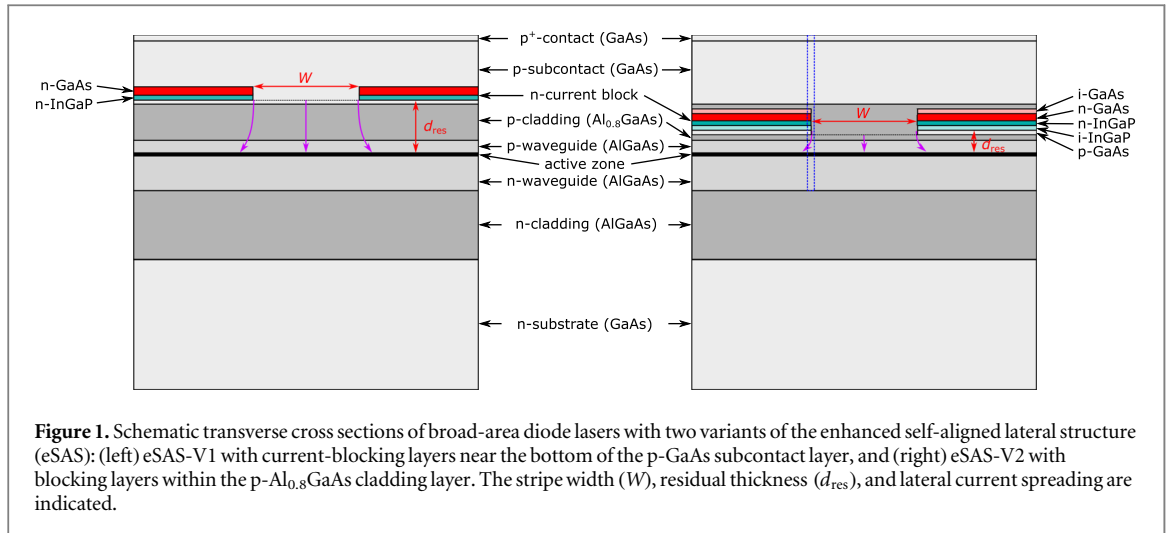 p⁺-contact (GaAs)
p-subcontact (GaAs)
n-GaAs
n-InGaP
W
n-current block
d_res
p-cladding (Al₀.₈GaAs)
p-waveguide (AlGaAs)
active zone
n-waveguide (AlGaAs)
n-cladding (AlGaAs)
n-substrate (GaAs)
W
d_res
i-GaAs
n-GaAs
n-InGaP
i-InGaP
p-GaAs
Figure 1. Schematic transverse cross sections of broad-area diode lasers with two variants of the enhanced self-aligned lateral structure
(eSAS): (left) eSAS-V1 with current-blocking layers near the bottom of the p-GaAs subcontact layer, and (right) eSAS-V2 with
blocking layers within the p-Al₀.₈GaAs cladding layer. The stripe width (W), residual thickness (d_res), and lateral current spreading are
indicated.